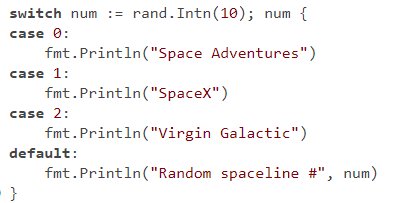 switch num := rand.Intn(10); num {
case 0:
    fmt.Println("Space Adventures")
case 1:
    fmt.Println("SpaceX")
case 2:
    fmt.Println("Virgin Galactic")
default:
    fmt.Println("Random spaceline #", num)
}